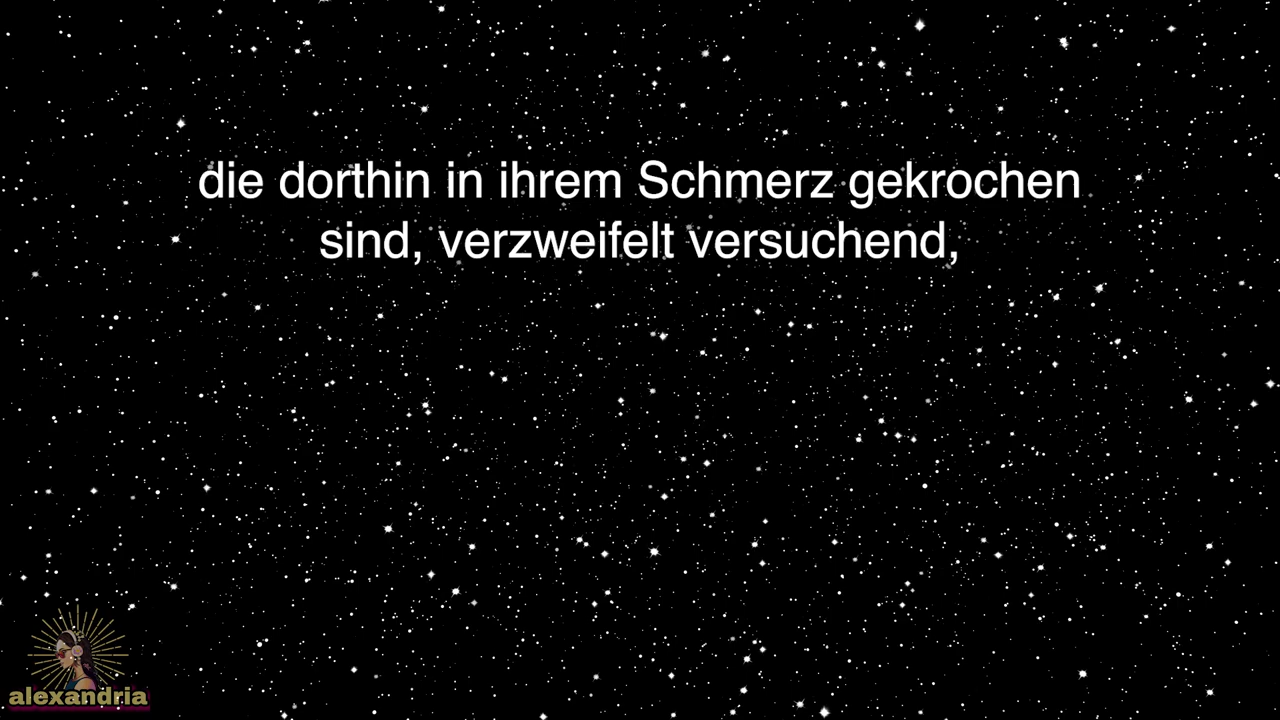 die dorthin in ihrem Schmerz gekrochen
sind, verzweifelt versuchend,
alexandria